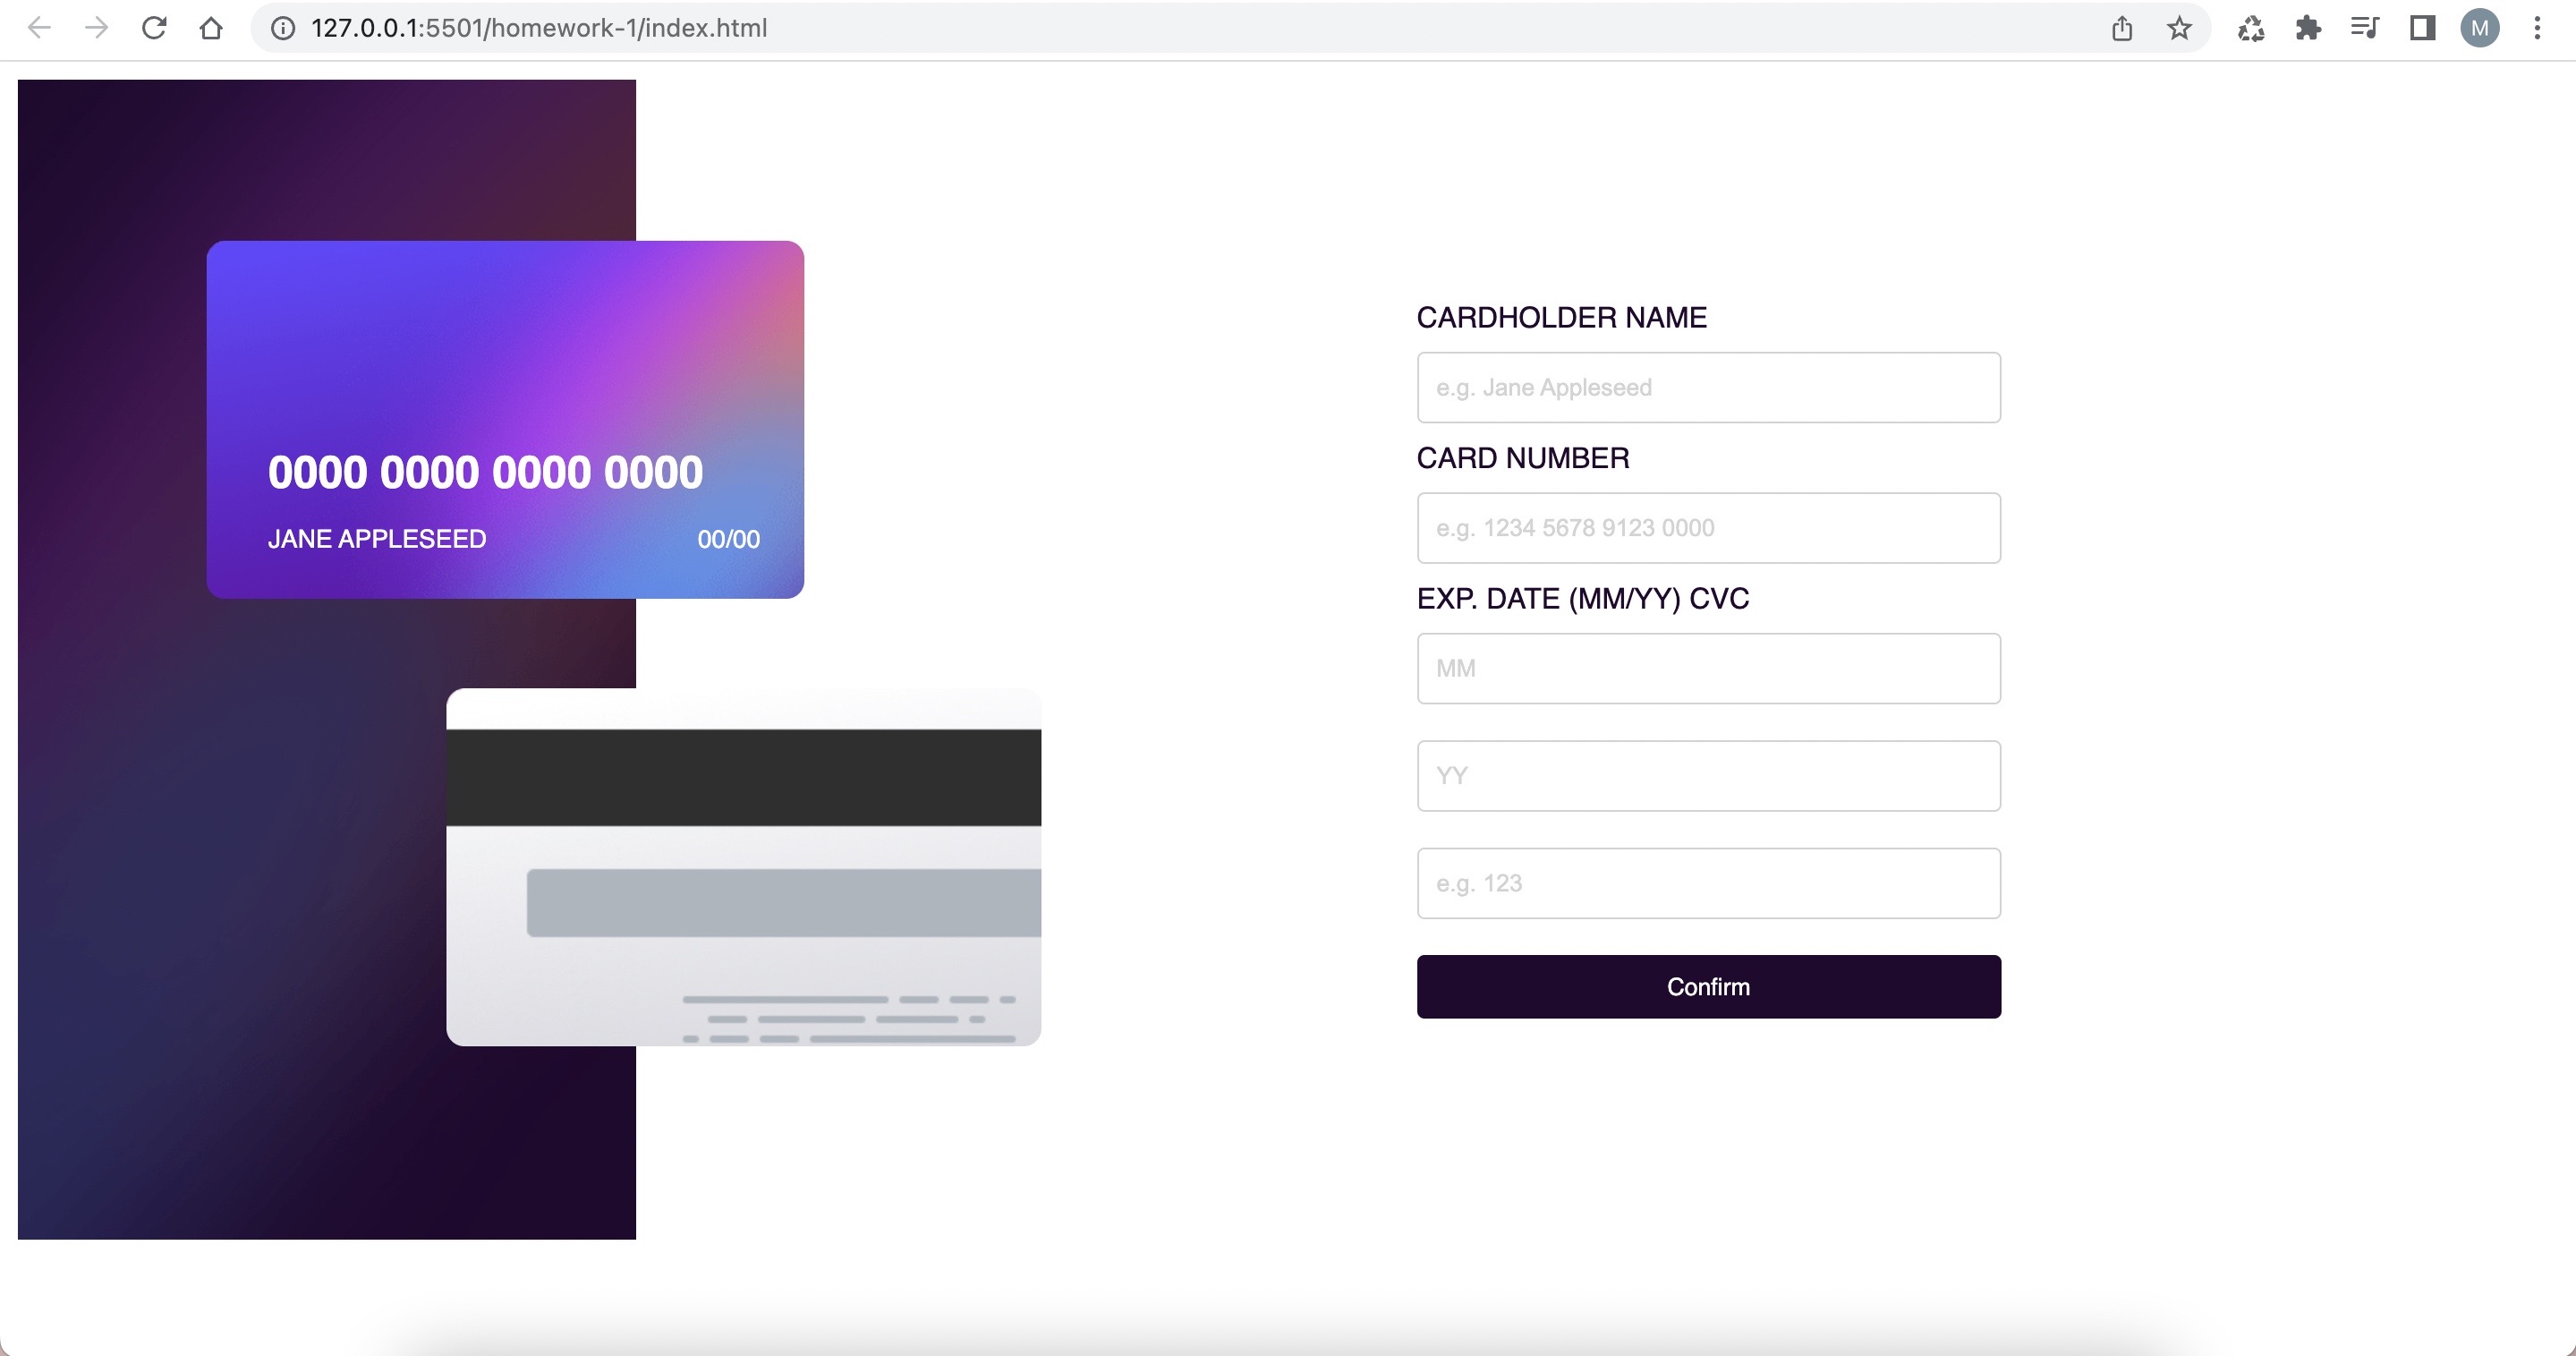 127.0.0.1:5501/homework-1/index.html
M
0000 0000 0000 0000
JANE APPLESEED 00/00
CARDHOLDER NAME
e.g. Jane Appleseed
CARD NUMBER
e.g. 1234 5678 9123 0000
EXP. DATE (MM/YY) CVC
MM
YY
e.g. 123
Confirm